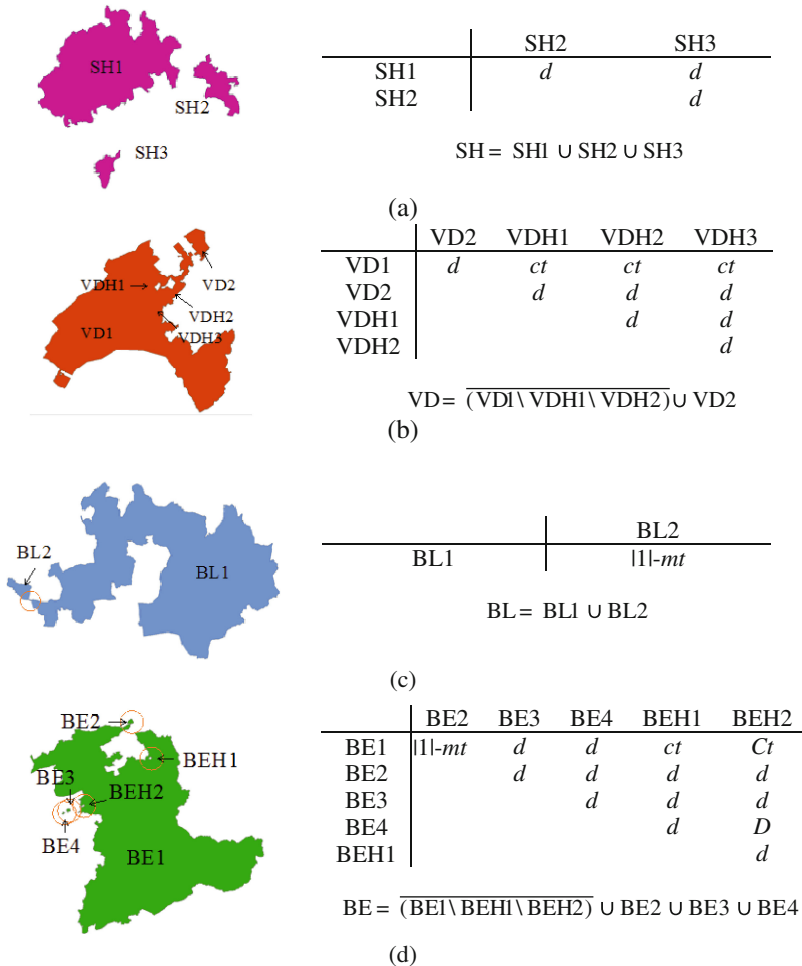 SH1
SH2
SH3
SH2 SH3
SH1 d d
SH2 d
SH = SH1 ∪ SH2 ∪ SH3
(a)
VDH1
VD2
VDH2
VD1
VDH3
VD2 VDH1 VDH2 VDH3
VD1 d ct ct ct
VD2 d d d
VDH1 d d
VDH2 d
VD = (VD1\ VDH1\ VDH2)∪ VD2
(b)
BL2
BL1
BL2
BL1 |1|-mt
BL = BL1 ∪ BL2
(c)
BE2
BEH1
BE3
BEH2
BE4
BE1
BE2 BE3 BE4 BEH1 BEH2
BE1 |1|-mt d d ct Ct
BE2 d d d d
BE3 d d d
BE4 d D
BEH1 d
BE = (BE1\ BEH1\ BEH2) ∪ BE2 ∪ BE3 ∪ BE4
(d)